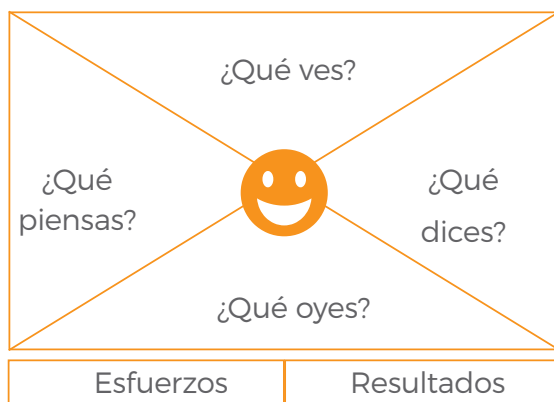 ¿Qué ves?
¿Qué
piensas?
¿Qué
dices?
¿Qué oyes?
Esfuerzos
Resultados